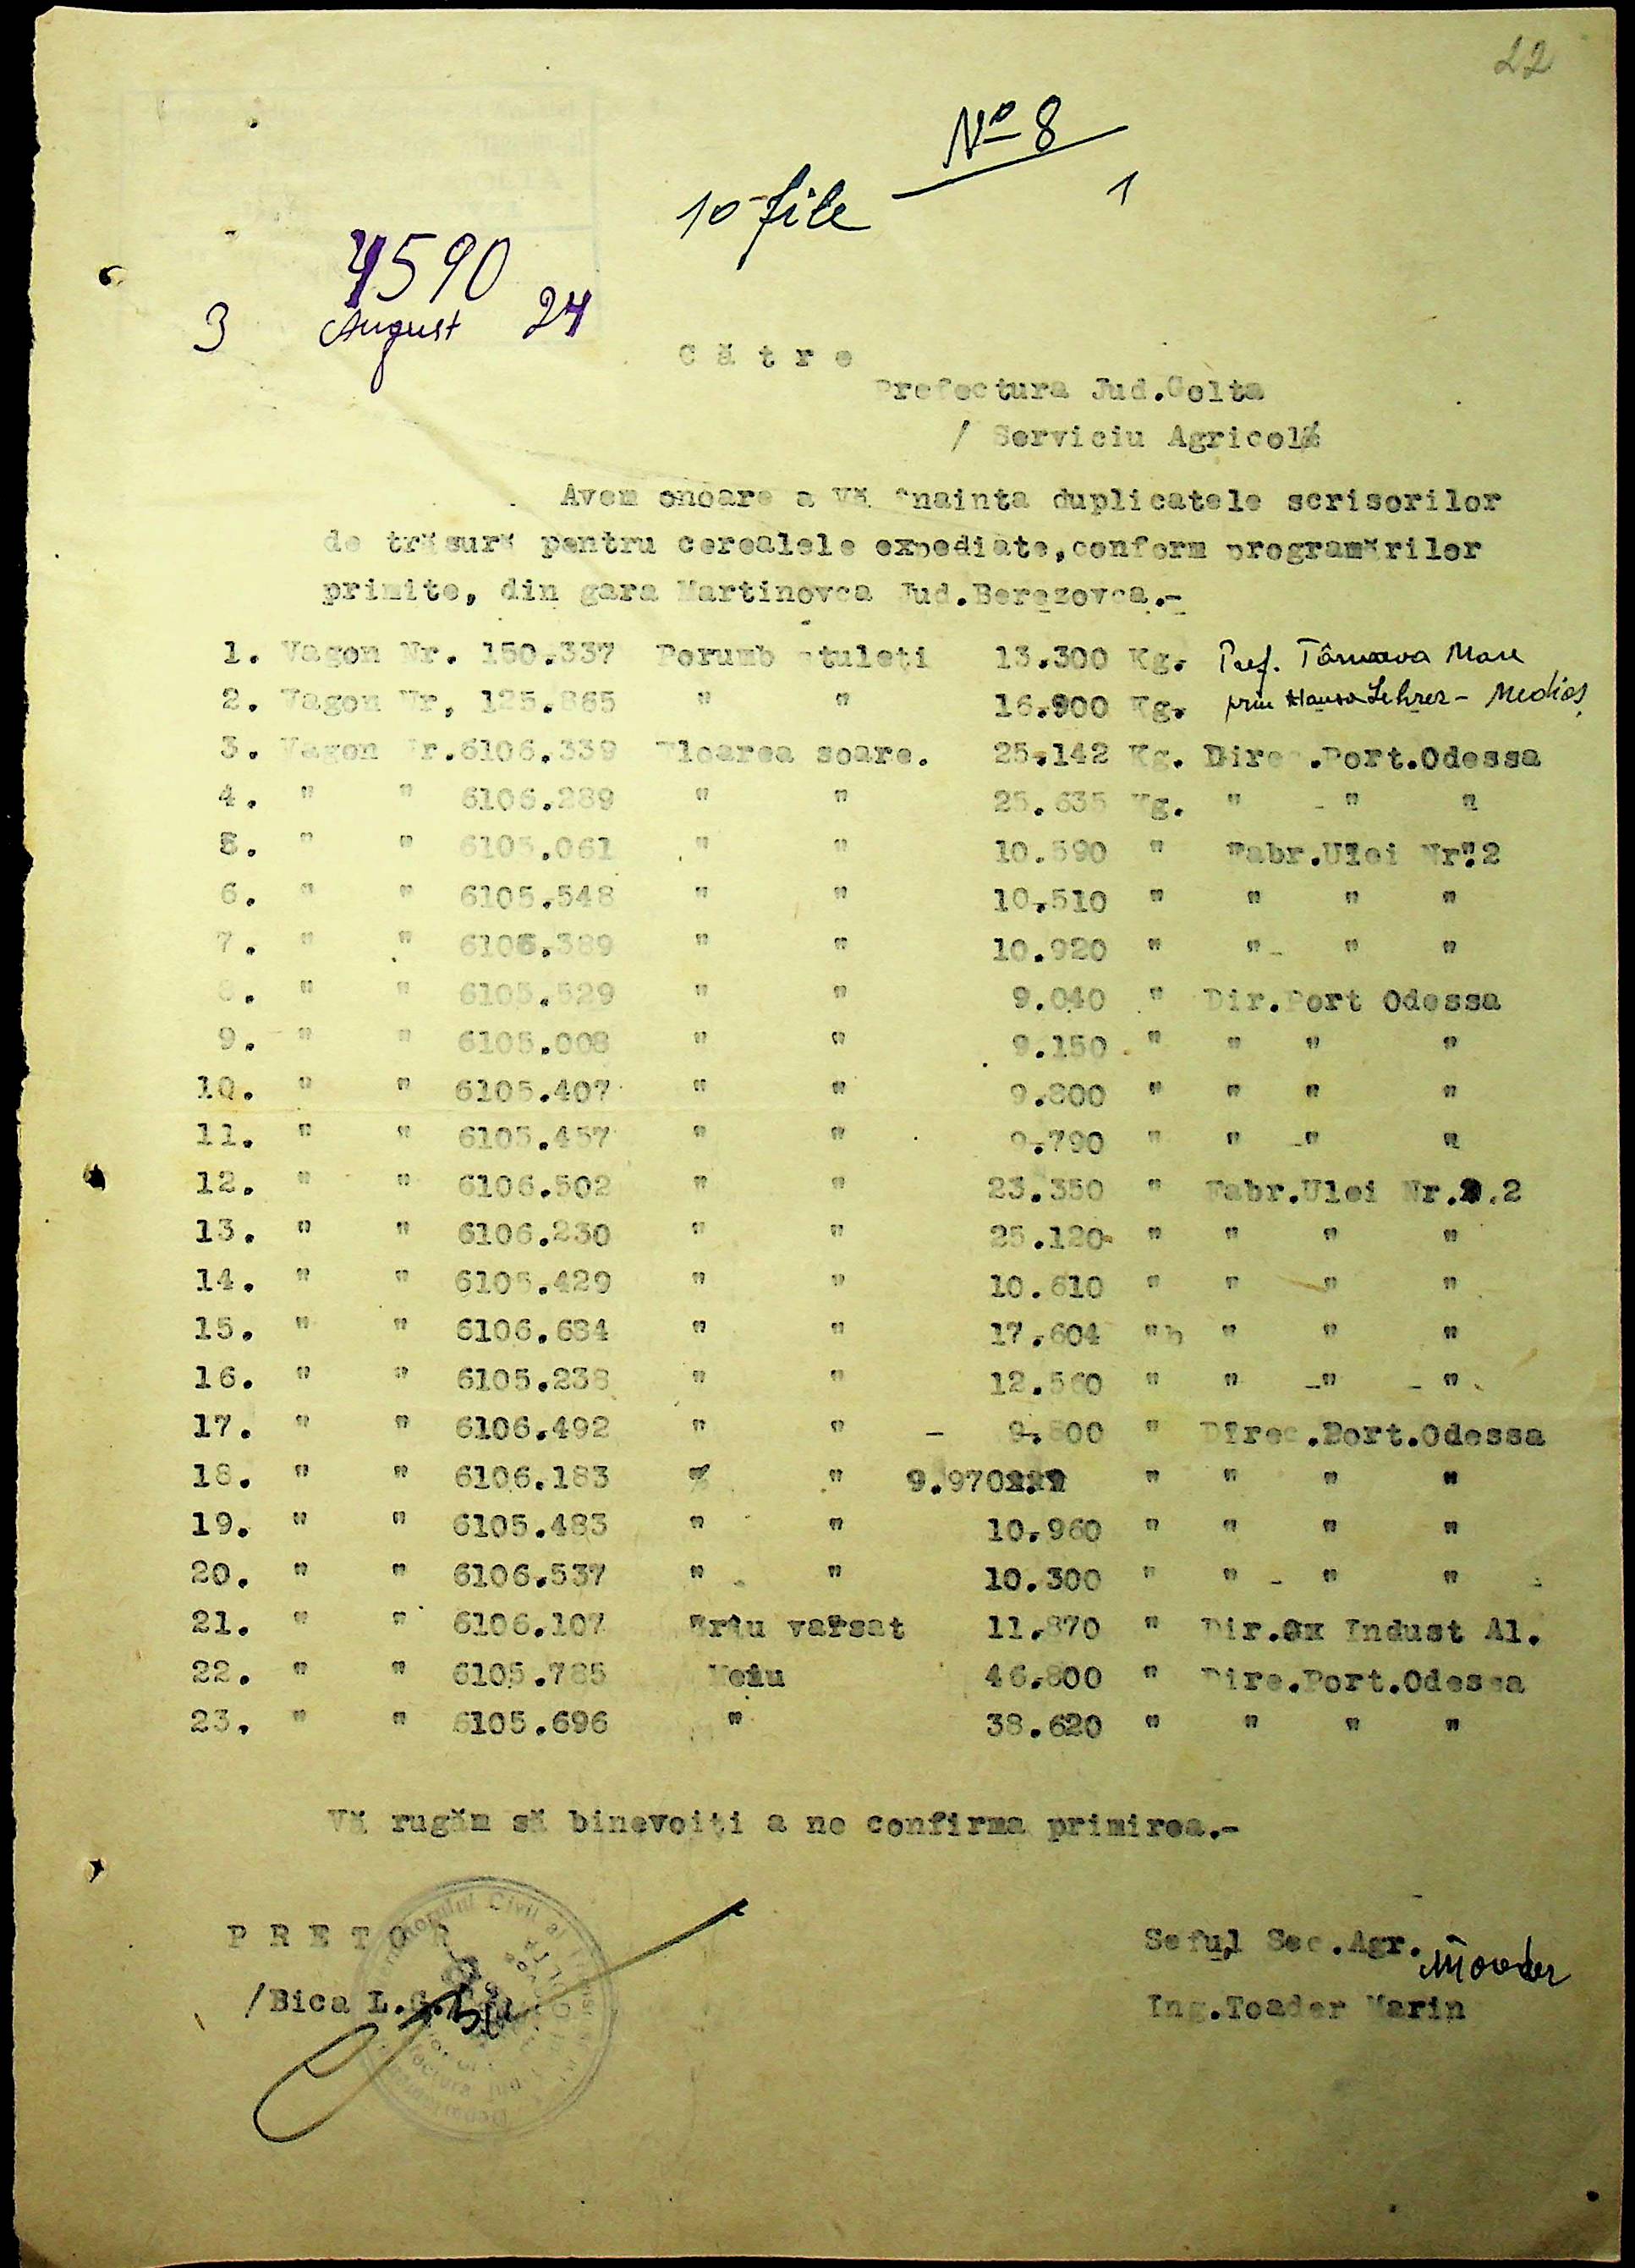 22
No 8
10 file
1
4590
3 August 24
Către
Prefectura Jud.Golta
/ Serviciu Agricol
Avem onoare a vă înainta duplicatele scrisorilor
de trăsură pentru cerealele expediate,conform programărilor
primite, din gara Martinovca Jud.Berezovca.-
1. Vagon Nr. 150.337 Porumb știuleți 13.300 Kg. Pref. Târnava Mare
2. Vagon Nr, 125.865 " " 16.900 Kg. prin Lehrer - Mediaș
3. Vagon Nr.6106.339 Floarea soare. 25.142 Kg. Direc.Port.Odessa
4. " " 6106.289 " " 25.635 Kg. " " "
5. " " 6105.061 " " 10.590 " Fabr.Ulei Nr.2
6. " " 6105.548 " " 10.510 " " " "
7. " " 6106.389 " " 10.920 " " " "
8. " " 6105.529 " " 9.040 " Dir.Port Odessa
9. " " 6105.008 " " 9.150 " " " "
10. " " 6105.407 " " 9.800 " " " "
11. " " 6105.457 " " 9.790 " " " "
12. " " 6106.502 " " 23.350 " Fabr.Ulei Nr. 2
13. " " 6106.230 " " 25.120 " " " "
14. " " 6105.429 " " 10.610 " " " "
15. " " 6106.684 " " 17.604 " " " "
16. " " 6105.238 " " 12.560 " " " "
17. " " 6106.492 " " - 9.800 " Direc.Port.Odessa
18. " " 6106.183 " " 9.970 " " " "
19. " " 6105.483 " " 10.960 " " " "
20. " " 6106.537 " " 10.300 " " " "
21. " " 6106.107 Grâu vărsat 11.870 " Dir. Indust Al.
22. " " 6105.785 Meiu 46.800 " Dire.Port.Odessa
23. " " 6105.696 " 38.620 " " " "
Vă rugăm să binevoiți a ne confirma primirea.-
PRETOR
Seful Sec.Agr.
/Bica I.
Ing.Toader Marin